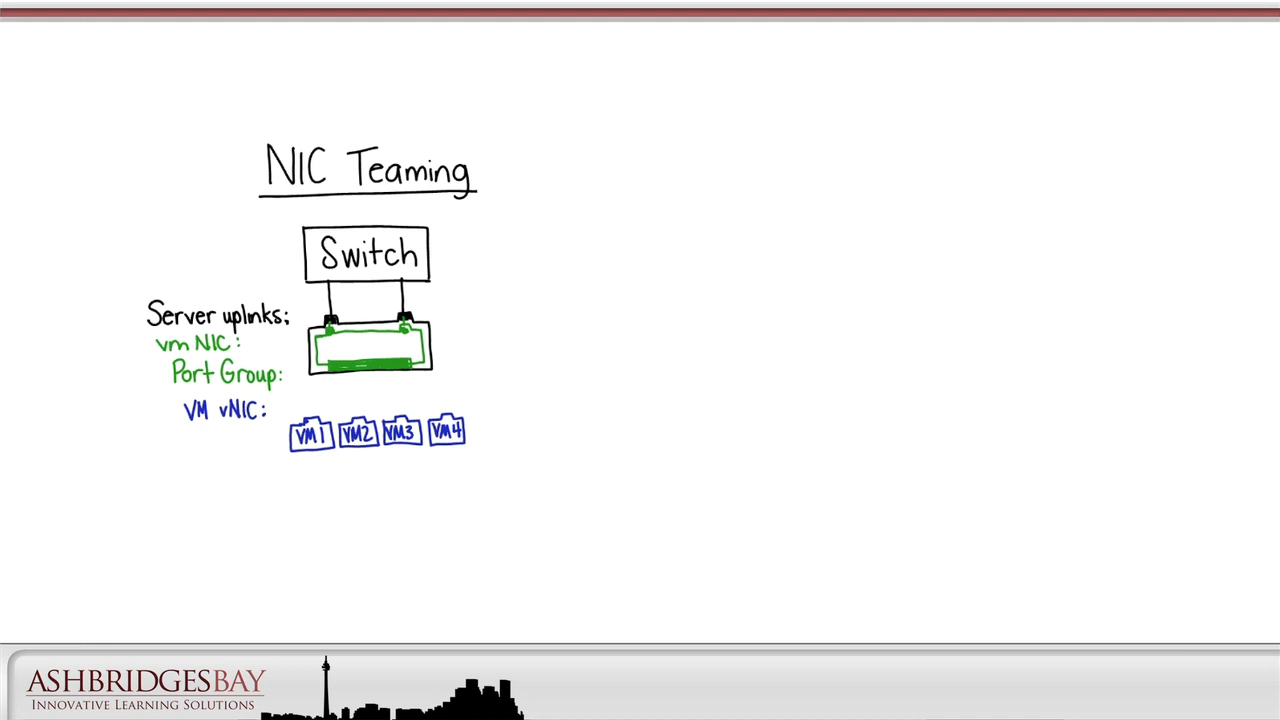 NIC Teaming
Switch
Server uplnks:
vm NIC:
Port Group:
VM vNIC:
VM1 VM2 VM3 VM4
ASHBRIDGESBAY
INNOVATIVE LEARNING SOLUTIONS